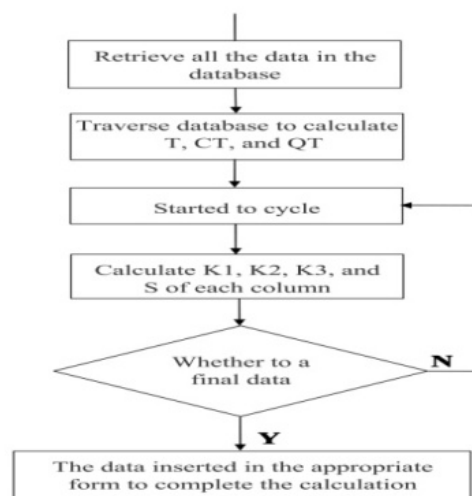 Retrieve all the data in the
database
Traverse database to calculate
T, CT, and QT
Started to cycle
Calculate K1, K2, K3, and
S of each column
Whether to a
final data
N
Y
The data inserted in the appropriate
form to complete the calculation